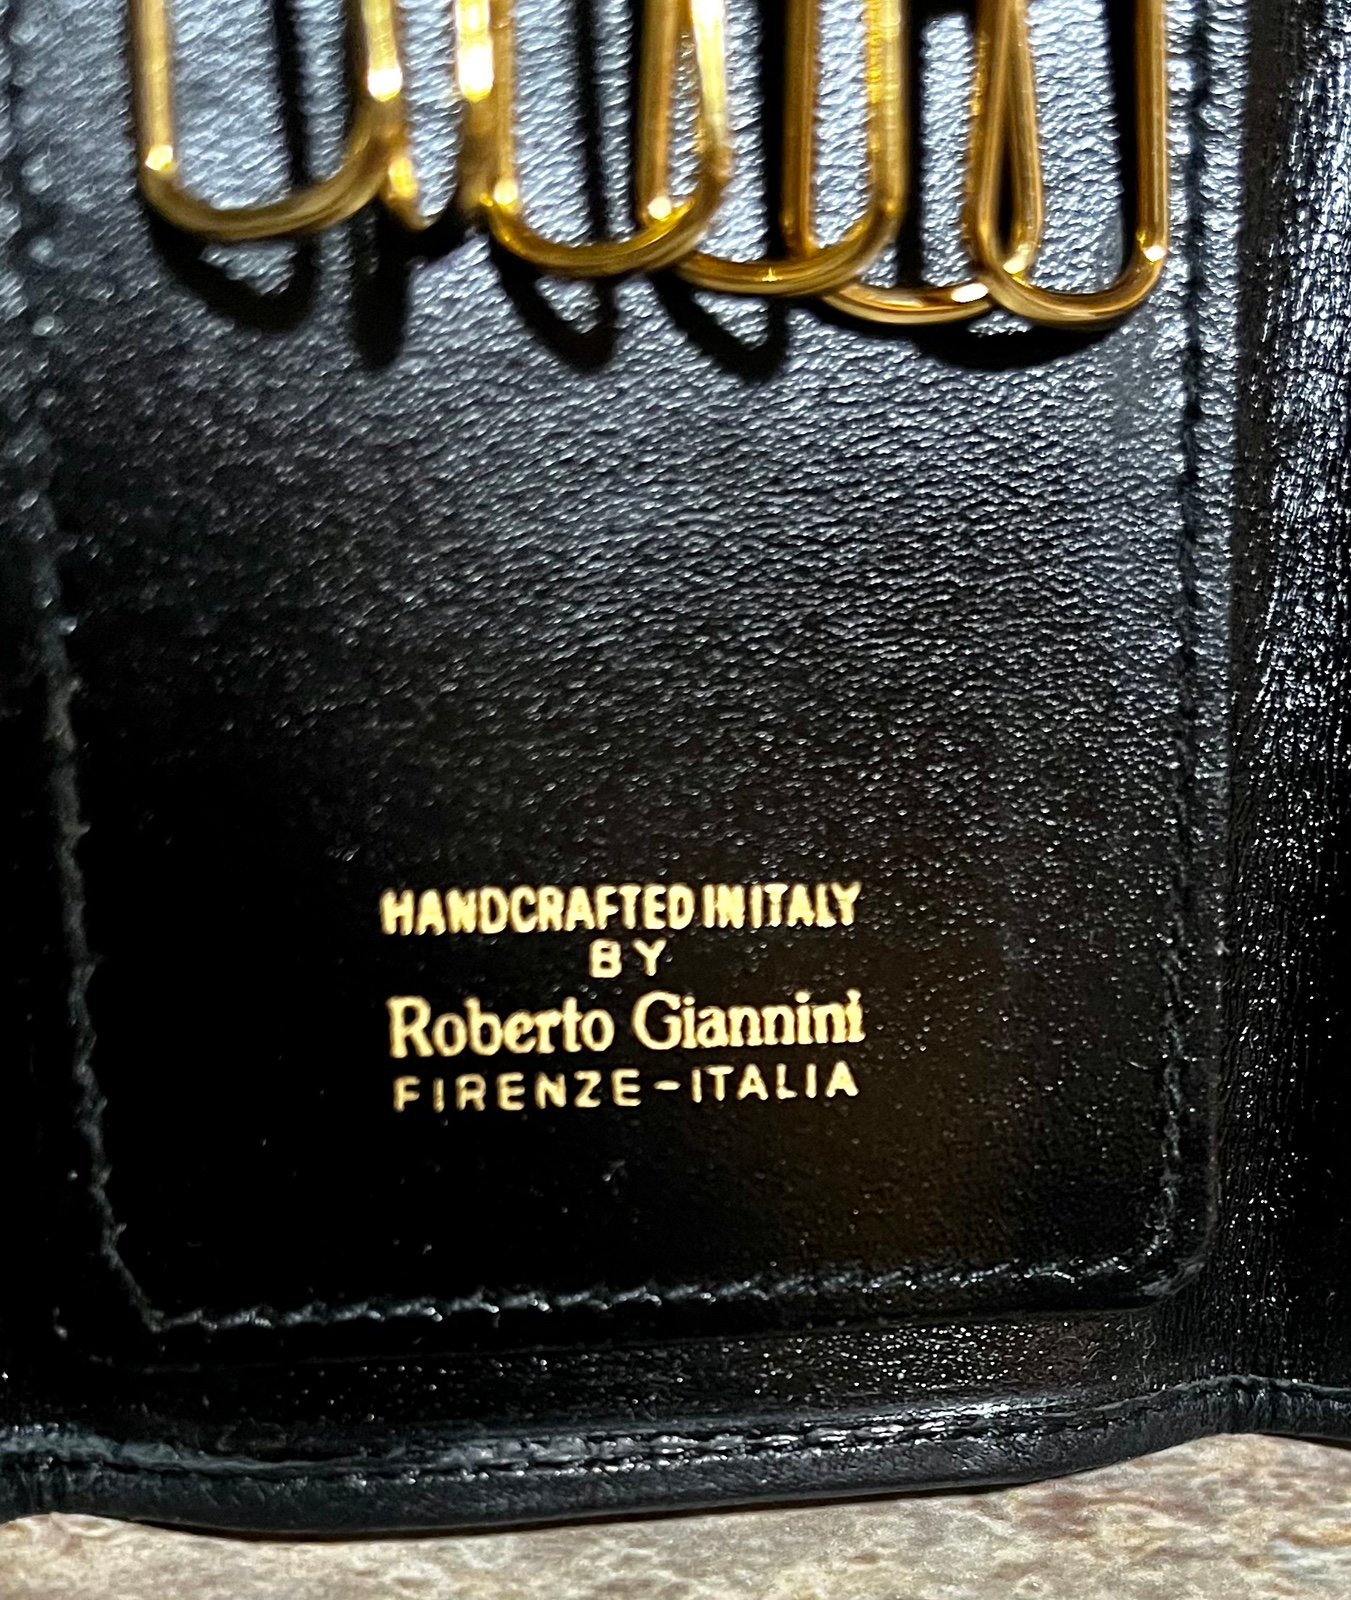 HANDCRAFTED IN ITALY
BY
Roberto Giannini
FIRENZE-ITALIA